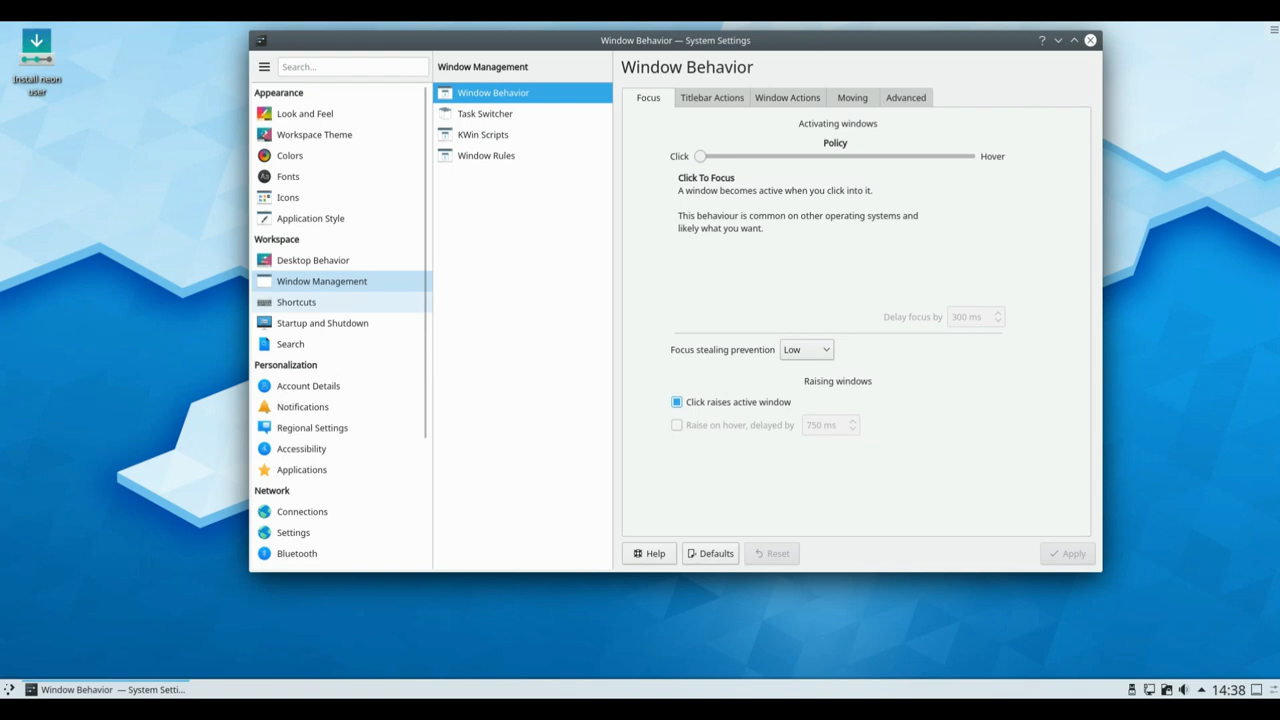 Install neon
user
Window Behavior — System Settings
Search...
Appearance
Look and Feel
Workspace Theme
Colors
Fonts
Icons
Application Style
Workspace
Desktop Behavior
Window Management
Shortcuts
Startup and Shutdown
Search
Personalization
Account Details
Notifications
Regional Settings
Accessibility
Applications
Network
Connections
Settings
Bluetooth
Window Management
Window Behavior
Task Switcher
KWin Scripts
Window Rules
Window Behavior
Focus Titlebar Actions Window Actions Moving Advanced
Activating windows
Policy
Click Hover
Click To Focus
A window becomes active when you click into it.
This behaviour is common on other operating systems and
likely what you want.
Delay focus by 300 ms
Focus stealing prevention Low
Raising windows
Click raises active window
Raise on hover, delayed by 750 ms
Help Defaults Reset Apply
Window Behavior — System Setti... 14:38